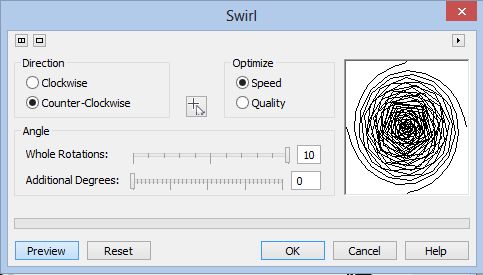 Swirl
Direction
Clockwise
Counter-Clockwise
Optimize
Speed
Quality
Angle
Whole Rotations: 10
Additional Degrees: 0
Preview Reset OK Cancel Help